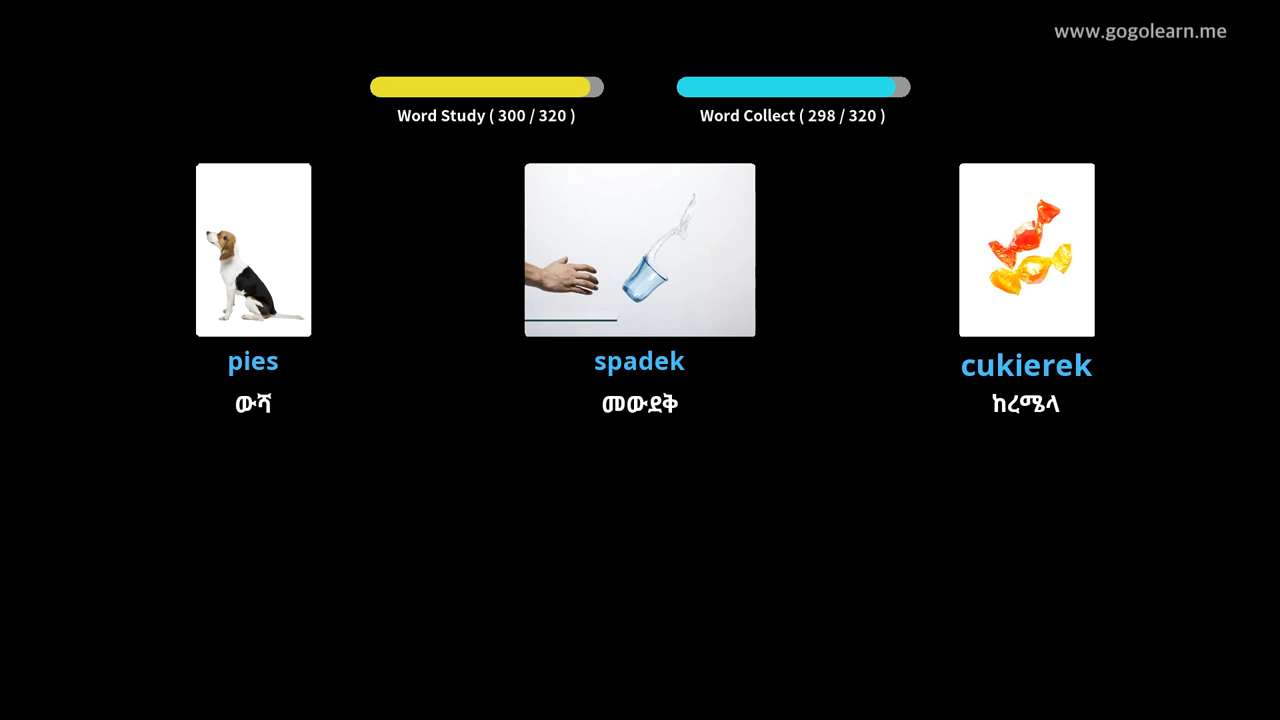 www.gogolearn.me
Word Study ( 300 / 320 )
Word Collect ( 298 / 320 )
pies
ውሻ
spadek
መውደቅ
cukierek
ከረሜላ